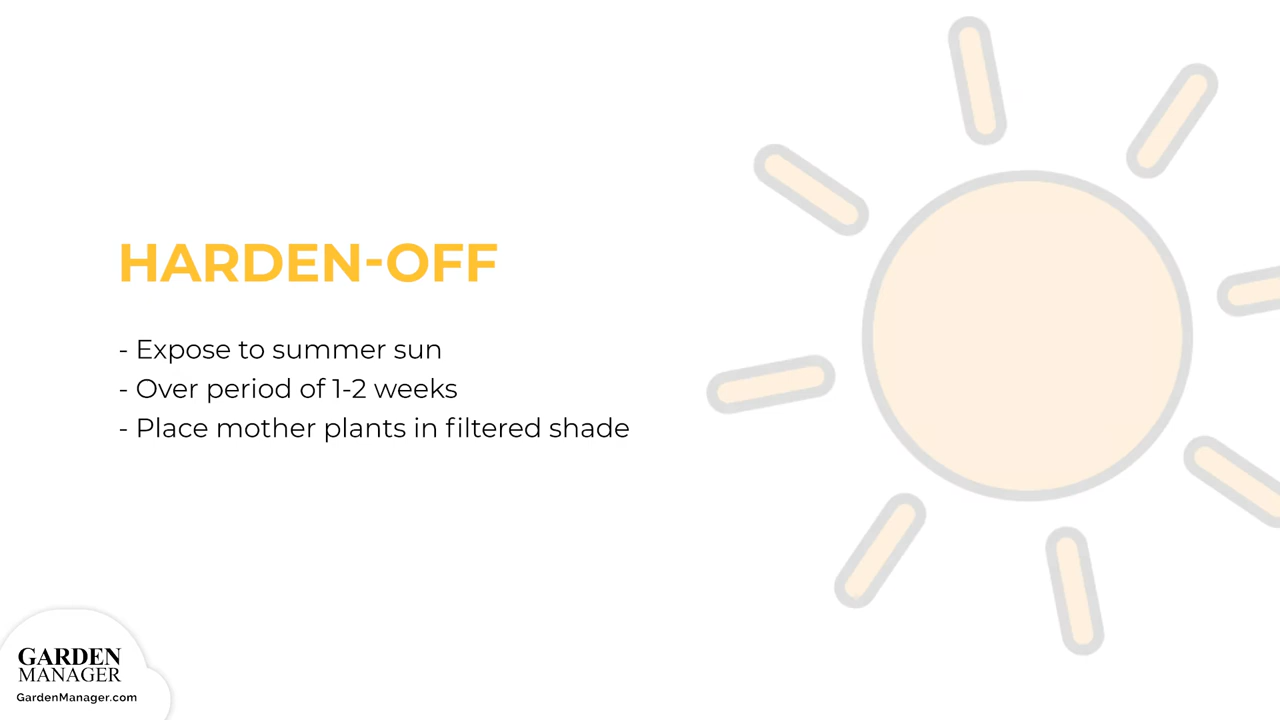 HARDEN-OFF
- Expose to summer sun
- Over period of 1-2 weeks
- Place mother plants in filtered shade
GARDEN
MANAGER
GardenManager.com